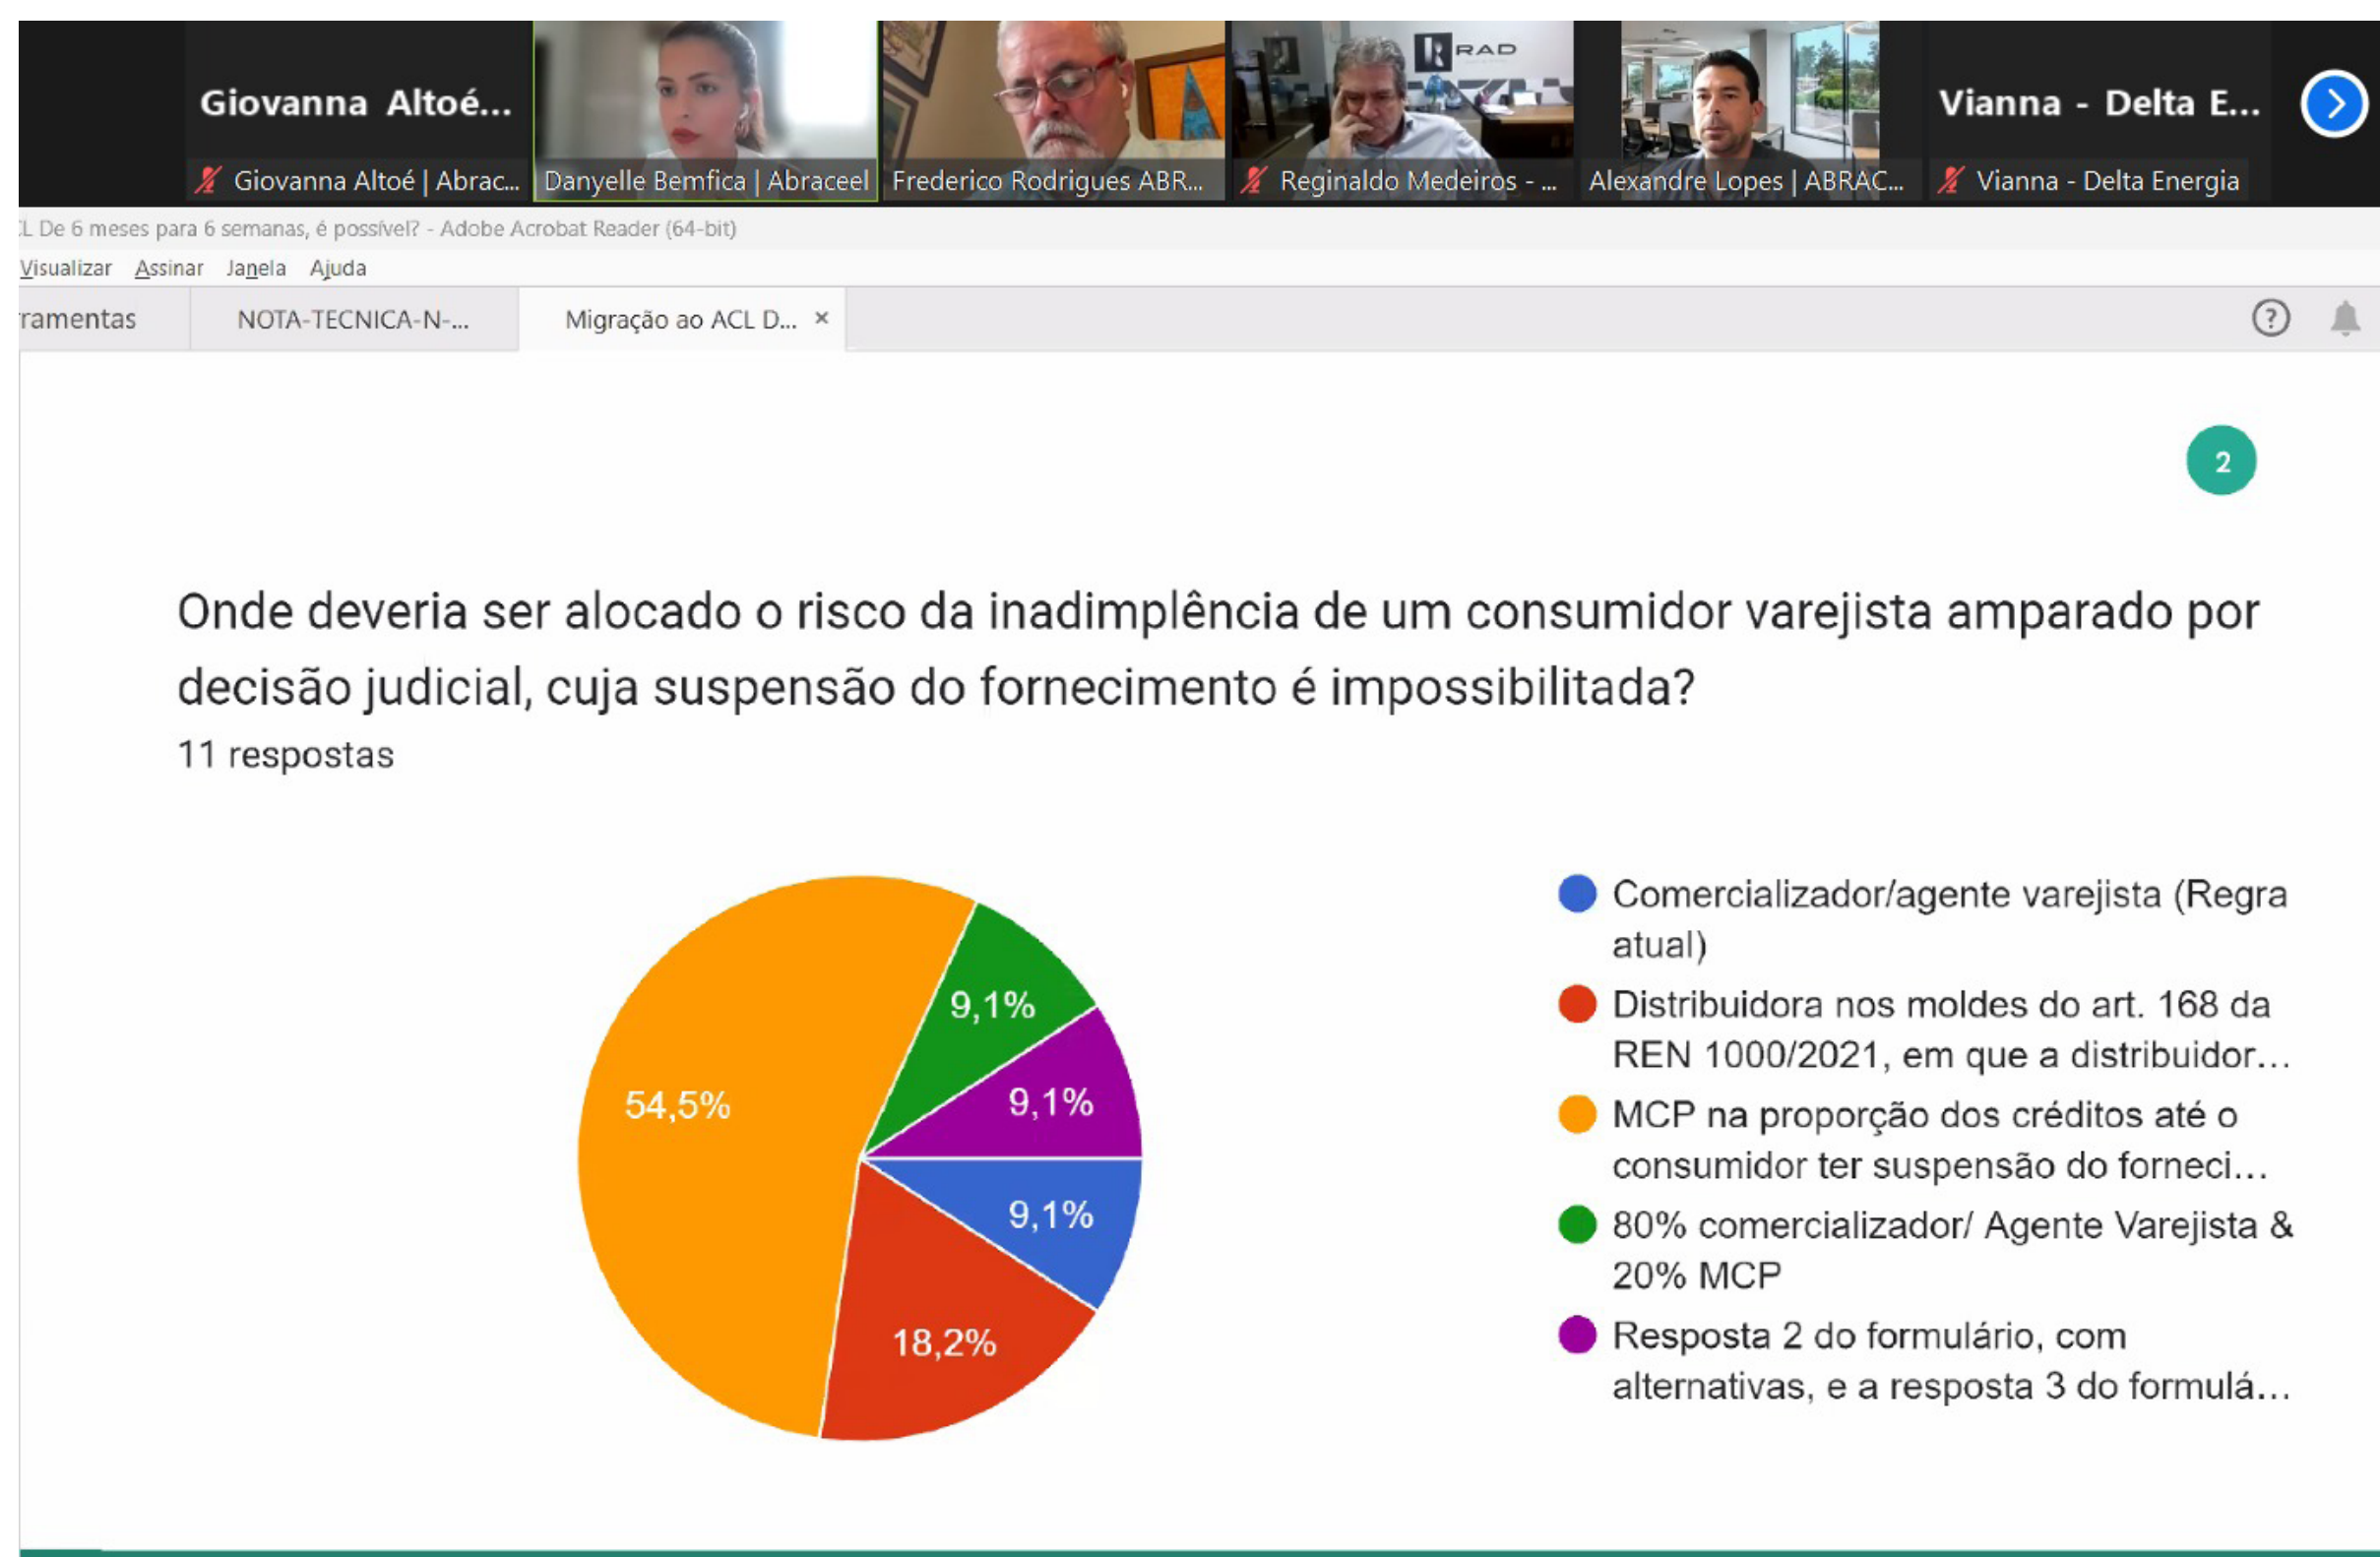 Giovanna Altoé...
Vianna - Delta E...
RAD
Giovanna Altoé | Abrac...
Danyelle Bemfica | Abraceel
Frederico Rodrigues ABR...
Reginaldo Medeiros - ...
Alexandre Lopes | ABRAC...
Vianna - Delta Energia
CL De 6 meses para 6 semanas, é possível? - Adobe Acrobat Reader (64-bit)
Visualizar Assinar Janela Ajuda
ramentas
NOTA-TECNICA-N-...
Migração ao ACL D... ×
?
2
Onde deveria ser alocado o risco da inadimplência de um consumidor varejista amparado por
decisão judicial, cuja suspensão do fornecimento é impossibilitada?
11 respostas
54,5%
9,1%
9,1%
9,1%
18,2%
Comercializador/agente varejista (Regra
atual)
Distribuidora nos moldes do art. 168 da
REN 1000/2021, em que a distribuidor...
MCP na proporção dos créditos até o
consumidor ter suspensão do forneci...
80% comercializador/ Agente Varejista &
20% MCP
Resposta 2 do formulário, com
alternativas, e a resposta 3 do formulá...